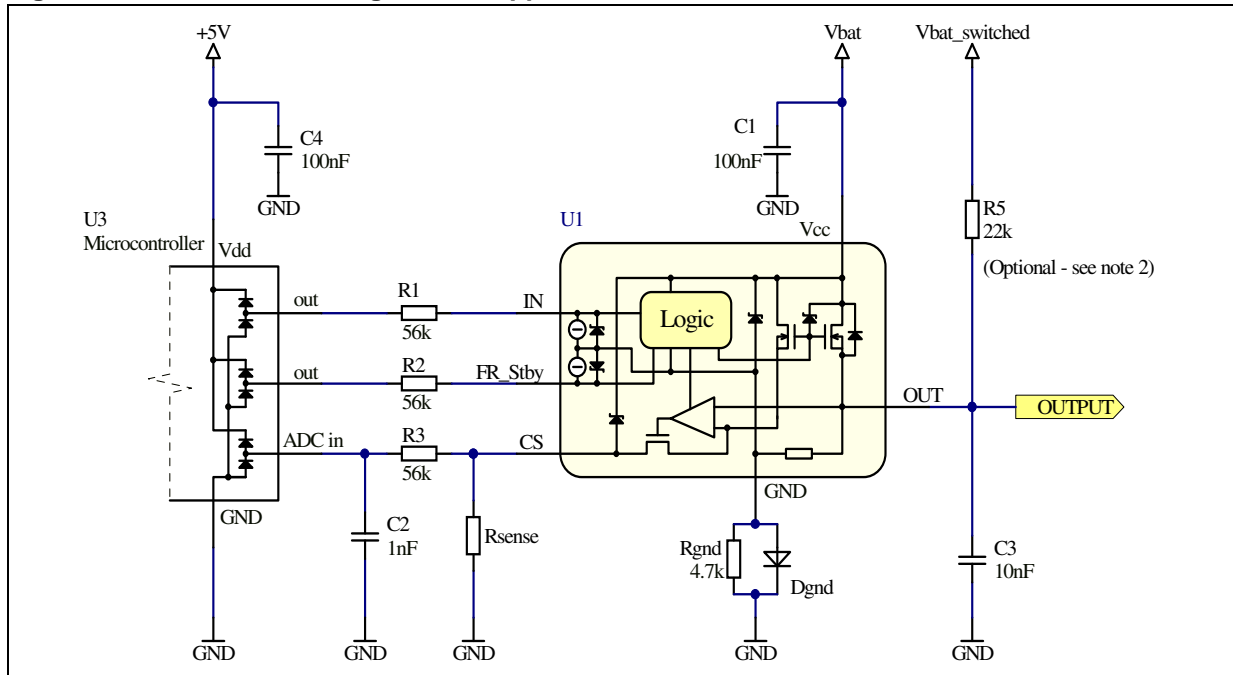 +5V
Vbat
Vbat_switched
C4
100nF
GND
C1
100nF
GND
R5
22k
(Optional - see note 2)
U3
Microcontroller
Vdd
U1
Vcc
out
R1
56k
IN
Logic
out
R2
56k
FR_Stby
OUT
OUTPUT
ADC in
R3
56k
CS
GND
GND
C2
1nF
Rsense
Rgnd
4.7k
Dgnd
C3
10nF
GND
GND
GND
GND
GND